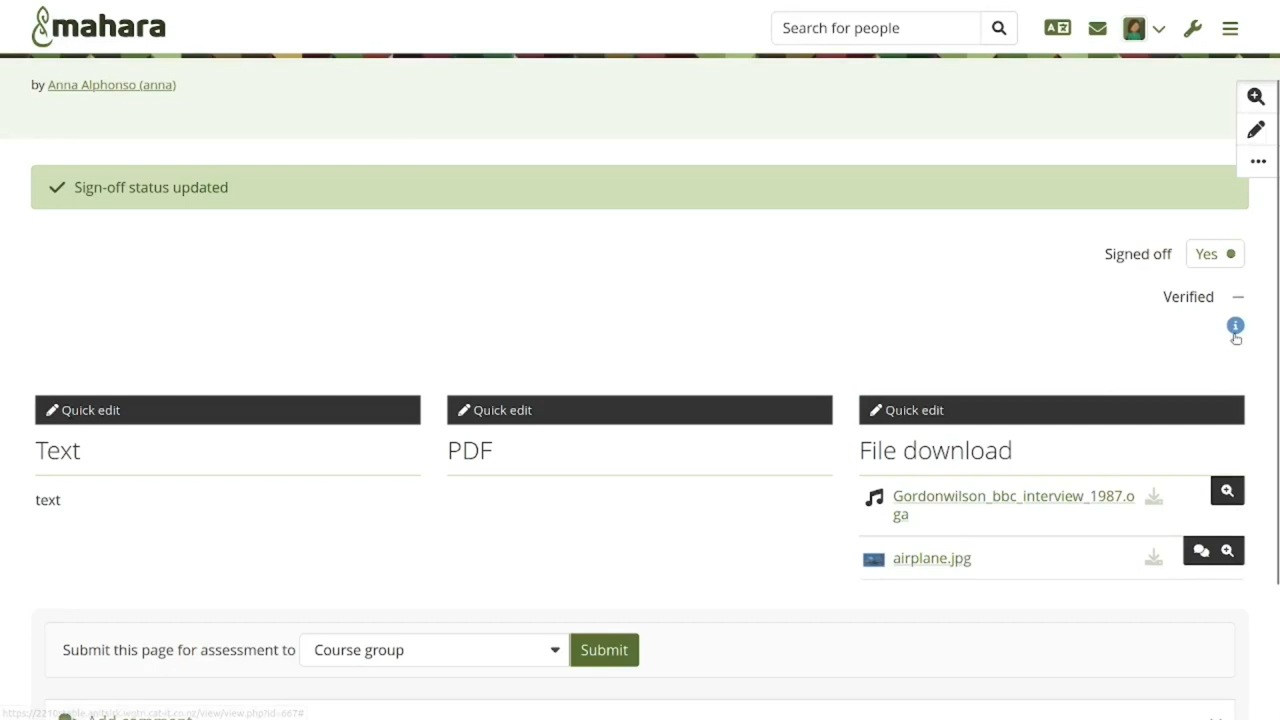 mahara
Search for people
by Anna Alphonso (anna)
Sign-off status updated
Signed off Yes
Verified
Quick edit
Text
text
Quick edit
PDF
Quick edit
File download
Gordonwilson_bbc_interview_1987.o
ga
airplane.jpg
Submit this page for assessment to Course group Submit
Add comment